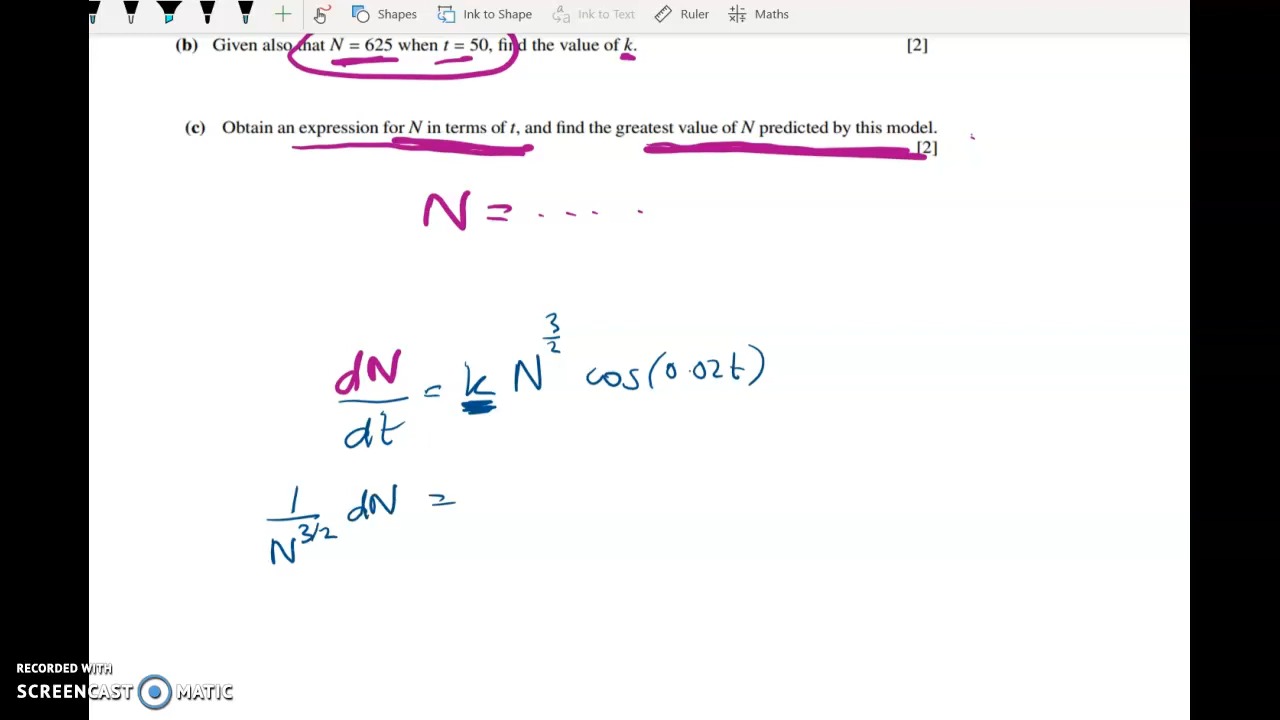 Shapes Ink to Shape Ink to Text Ruler Maths
(b) Given also that N = 625 when t = 50, find the value of k. [2]
(c) Obtain an expression for N in terms of t, and find the greatest value of N predicted by this model.
[2]
N = . . . . .
dN/dt = k N^(3/2) cos(0.02t)
1/N^(3/2) dN =
RECORDED WITH
SCREENCAST MATIC